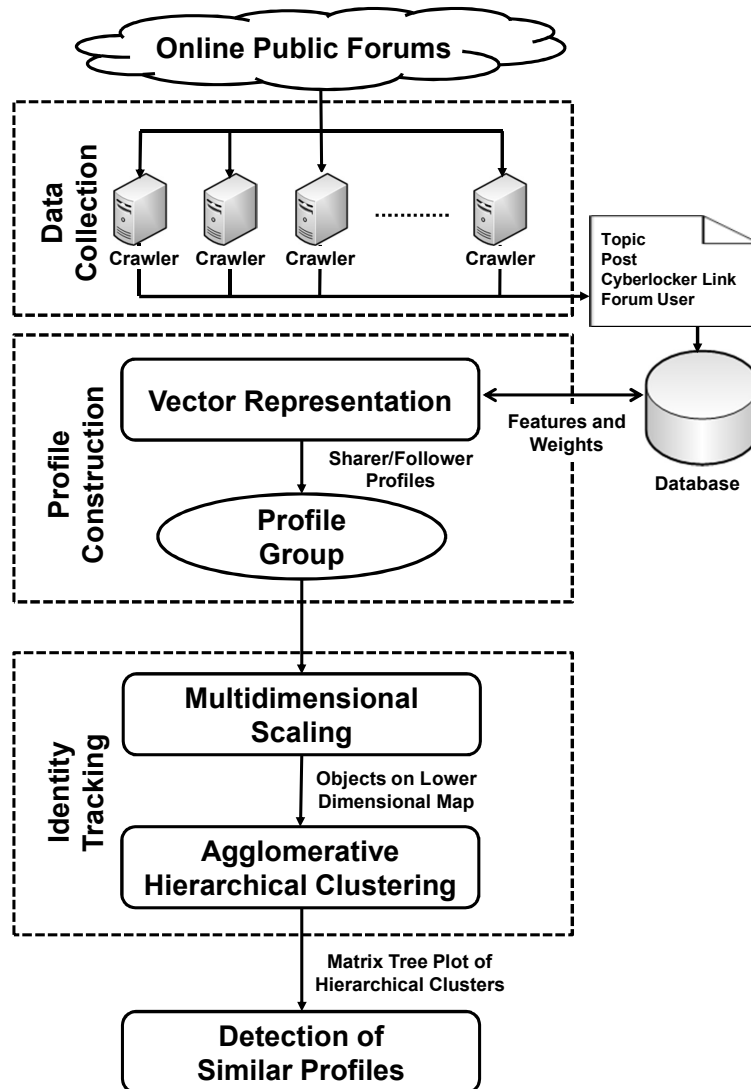 Online Public Forums
Data
Collection
Crawler
Crawler
Crawler
Crawler
Topic
Post
Cyberlocker Link
Forum User
Profile
Construction
Vector Representation
Features and
Weights
Database
Sharer/Follower
Profiles
Profile
Group
Identity
Tracking
Multidimensional
Scaling
Objects on Lower
Dimensional Map
Agglomerative
Hierarchical Clustering
Matrix Tree Plot of
Hierarchical Clusters
Detection of
Similar Profiles